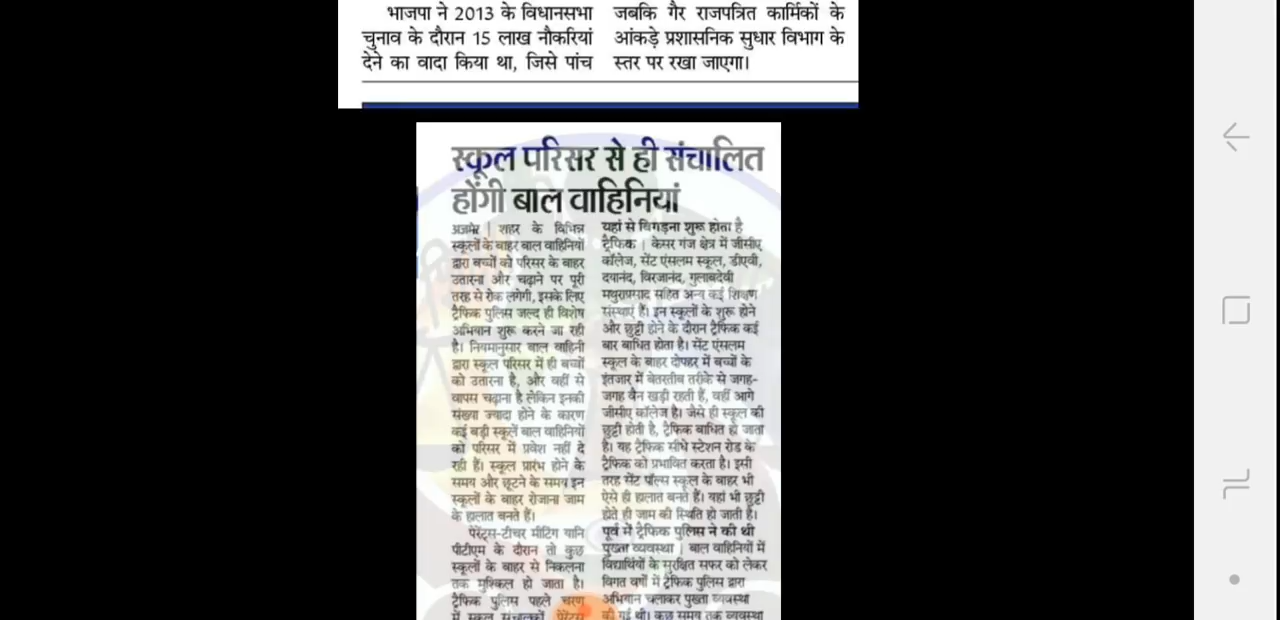 भाजपा ने 2013 के विधानसभा
चुनाव के दौरान 15 लाख नौकरियां
देने का वादा किया था, जिसे पांच
जबकि गैर राजपत्रित कार्मिकों के
आंकड़े प्रशासनिक सुधार विभाग के
स्तर पर रखा जाएगा।
स्कूल परिसर से ही संचालित
होंगी बाल वाहिनियां
अजमेर | शहर के विभिन्न
स्कूलों के बाहर बाल वाहिनियों
द्वारा बच्चों को परिसर के बाहर
उतारना और चढ़ाने पर पूरी
तरह से रोक लगेगी, इसके लिए
ट्रैफिक पुलिस जल्द ही विशेष
अभियान शुरू करने जा रही
है। नियमानुसार बाल वाहिनी
द्वारा स्कूल परिसर में ही बच्चों
को उतारना है, और वहीं से
वापस चढ़ाना है लेकिन इनकी
संख्या ज्यादा होने के कारण
कई बड़ी स्कूलें बाल वाहिनियों
को परिसर में प्रवेश नहीं दे
रही हैं। स्कूल प्रारंभ होने के
समय और छूटने के समय इन
स्कूलों के बाहर रोजाना जाम
के हालात बनते हैं।
पेरेंट्स-टीचर मीटिंग यानि
पीटीएम के दौरान तो कुछ
स्कूलों के बाहर से निकलना
तक मुश्किल हो जाता है।
ट्रैफिक पुलिस पहले चरण
में स्कूल संचालकों, पेरेंट्स
यहां से बिगड़ना शुरू होता है
ट्रैफिक | केसर गंज क्षेत्र में जीसीए
कॉलेज, सेंट एंसलम स्कूल, डीएवी,
दयानंद, विरजानंद, गुलाबदेवी
मथुराप्रसाद सहित अन्य कई शिक्षण
संस्थाएं हैं। इन स्कूलों के शुरू होने
और छुट्टी होने के दौरान ट्रैफिक कई
बार बाधित होता है। सेंट एंसलम
स्कूल के बाहर दोपहर में बच्चों के
इंतजार में बेतरतीब तरीके से जगह-
जगह वैन खड़ी रहती हैं, वहीं आगे
जीसीए कॉलेज है। जैसे ही स्कूल की
छुट्टी होती है, ट्रैफिक बाधित हो जाता
है। यह ट्रैफिक सीधे स्टेशन रोड के
ट्रैफिक को प्रभावित करता है। इसी
तरह सेंट पॉल्स स्कूल के बाहर भी
ऐसे ही हालात बनते हैं। यहां भी छुट्टी
होते ही जाम की स्थिति हो जाती है।
पूर्व में ट्रैफिक पुलिस ने की थी
पुख्ता व्यवस्था | बाल वाहिनियों में
विद्यार्थियों के सुरक्षित सफर को लेकर
विगत वर्षों में ट्रैफिक पुलिस द्वारा
अभियान चलाकर पुख्ता व्यवस्था
की गई थी। कुछ समय तक व्यवस्था